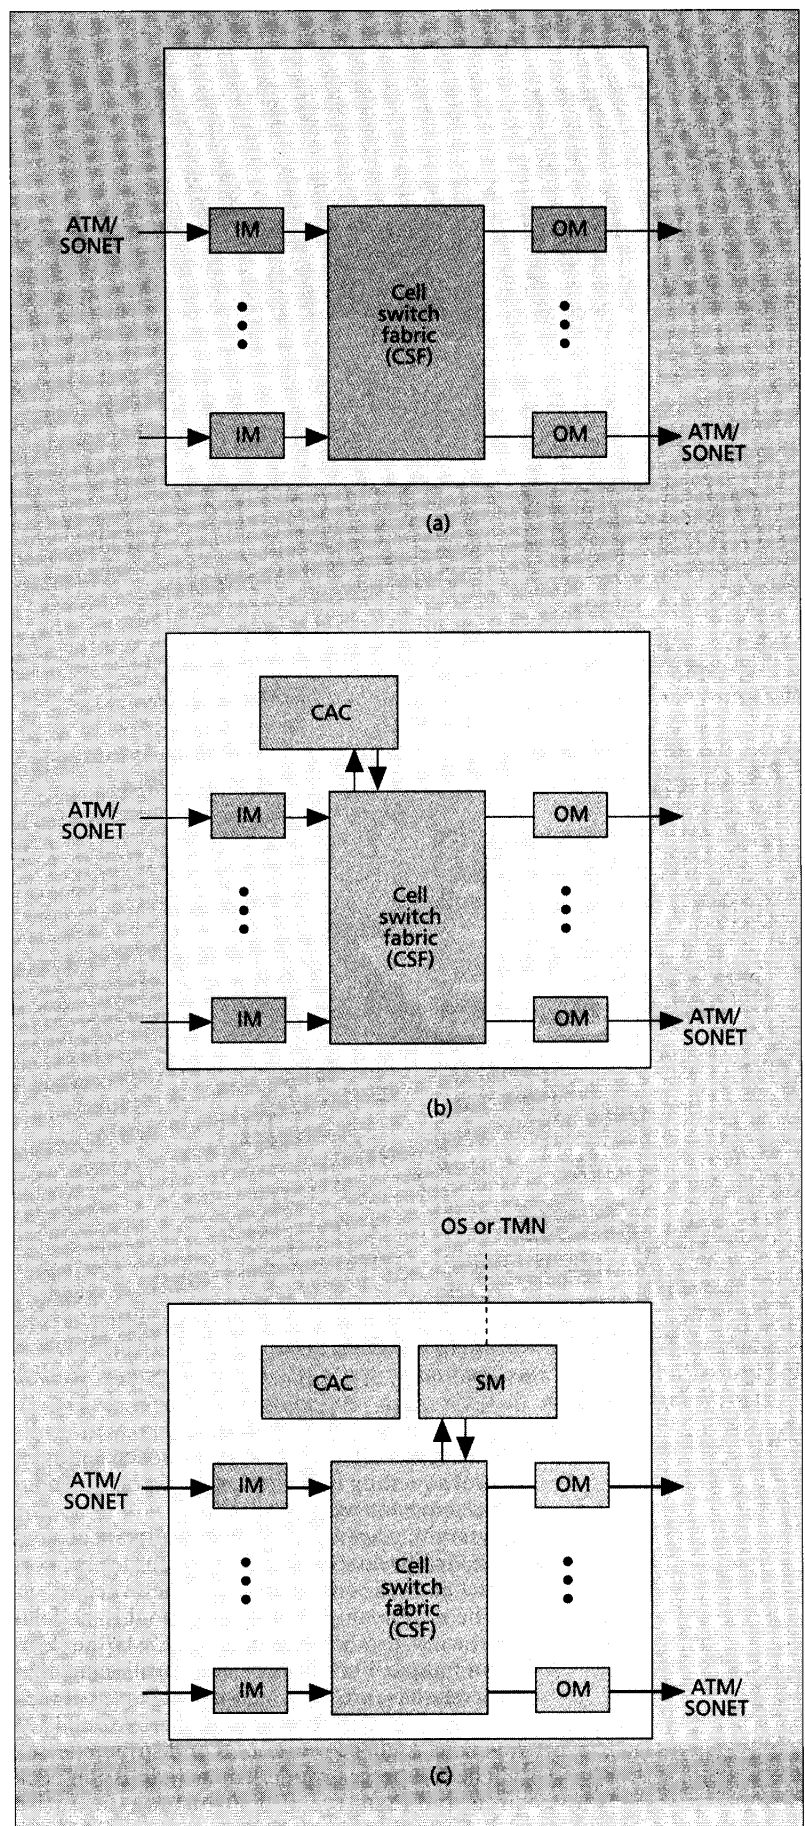 ATM/
SONET
IM
OM
Cell
switch
fabric
(CSF)
IM
OM
ATM/
SONET
(a)
CAC
ATM/
SONET
IM
OM
Cell
switch
fabric
(CSF)
IM
OM
ATM/
SONET
(b)
OS or TMN
CAC
SM
ATM/
SONET
IM
OM
Cell
switch
fabric
(CSF)
IM
OM
ATM/
SONET
(c)